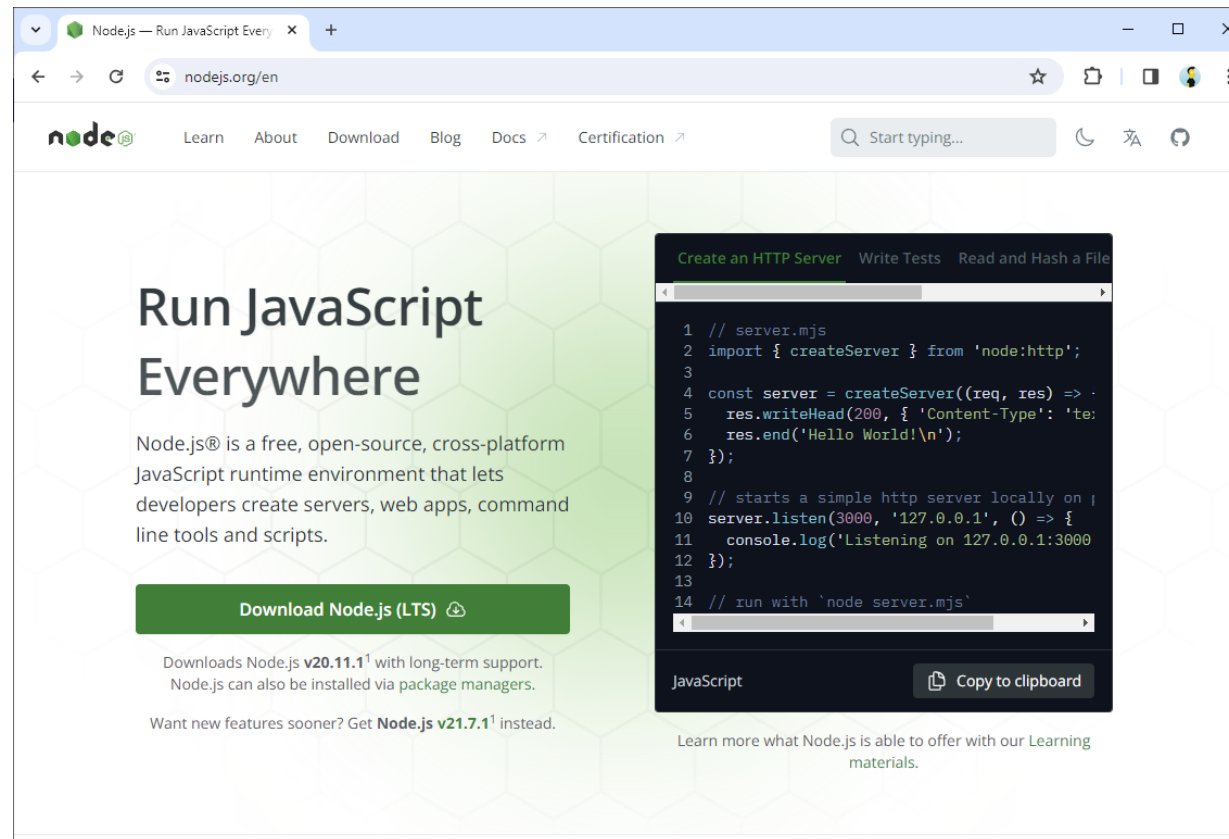 Node.js — Run JavaScript Every
nodejs.org/en
node JS
Learn About Download Blog Docs Certification
Start typing...
Run JavaScript
Everywhere
Node.js® is a free, open-source, cross-platform
JavaScript runtime environment that lets
developers create servers, web apps, command
line tools and scripts.
Download Node.js (LTS)
Downloads Node.js v20.11.1¹ with long-term support.
Node.js can also be installed via package managers.
Want new features sooner? Get Node.js v21.7.1¹ instead.
Create an HTTP Server Write Tests Read and Hash a File
1 // server.mjs
2 import { createServer } from 'node:http';
3
4 const server = createServer((req, res) =>
5 res.writeHead(200, { 'Content-Type': 'te
6 res.end('Hello World!\n');
7 });
8
9 // starts a simple http server locally on p
10 server.listen(3000, '127.0.0.1', () => {
11 console.log('Listening on 127.0.0.1:3000
12 });
13
14 // run with `node server.mjs`
JavaScript
Copy to clipboard
Learn more what Node.js is able to offer with our Learning
materials.